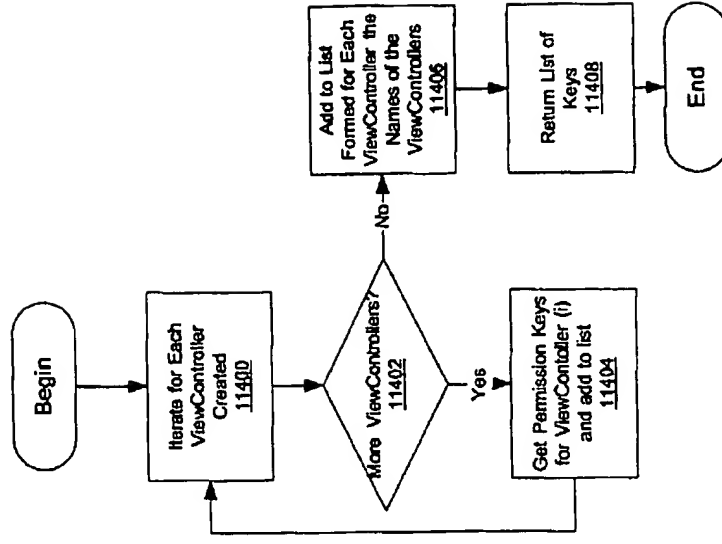 Begin
Iterate for Each
ViewController
Created
11400
More ViewControllers?
11402
Yes
Get Permission Keys
for ViewContoller (i)
and add to list
11404
No
Add to List
Formed for Each
ViewController the
Names of the
ViewControllers
11406
Return List of
Keys
11408
End